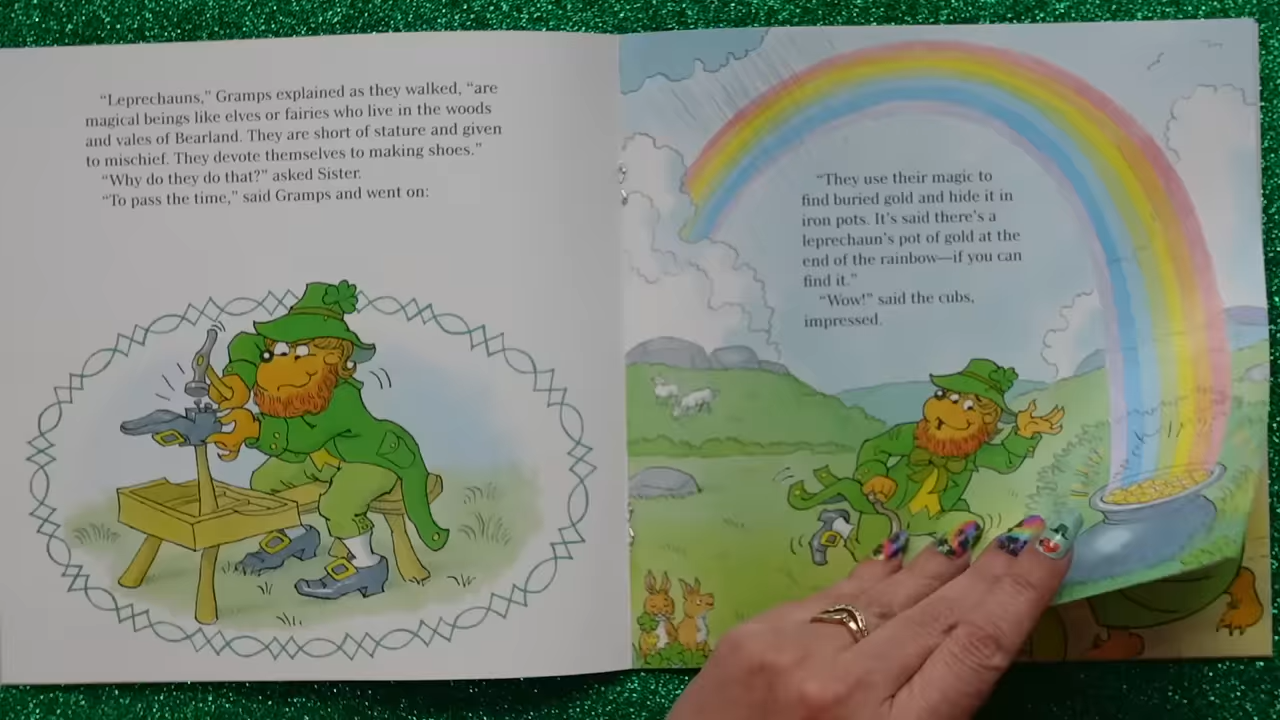 “Leprechauns,” Gramps explained as they walked, “are
magical beings like elves or fairies who live in the woods
and vales of Bearland. They are short of stature and given
to mischief. They devote themselves to making shoes.”
“Why do they do that?” asked Sister.
“To pass the time,” said Gramps and went on:
“They use their magic to
find buried gold and hide it in
iron pots. It’s said there’s a
leprechaun’s pot of gold at the
end of the rainbow—if you can
find it.”
“Wow!” said the cubs,
impressed.